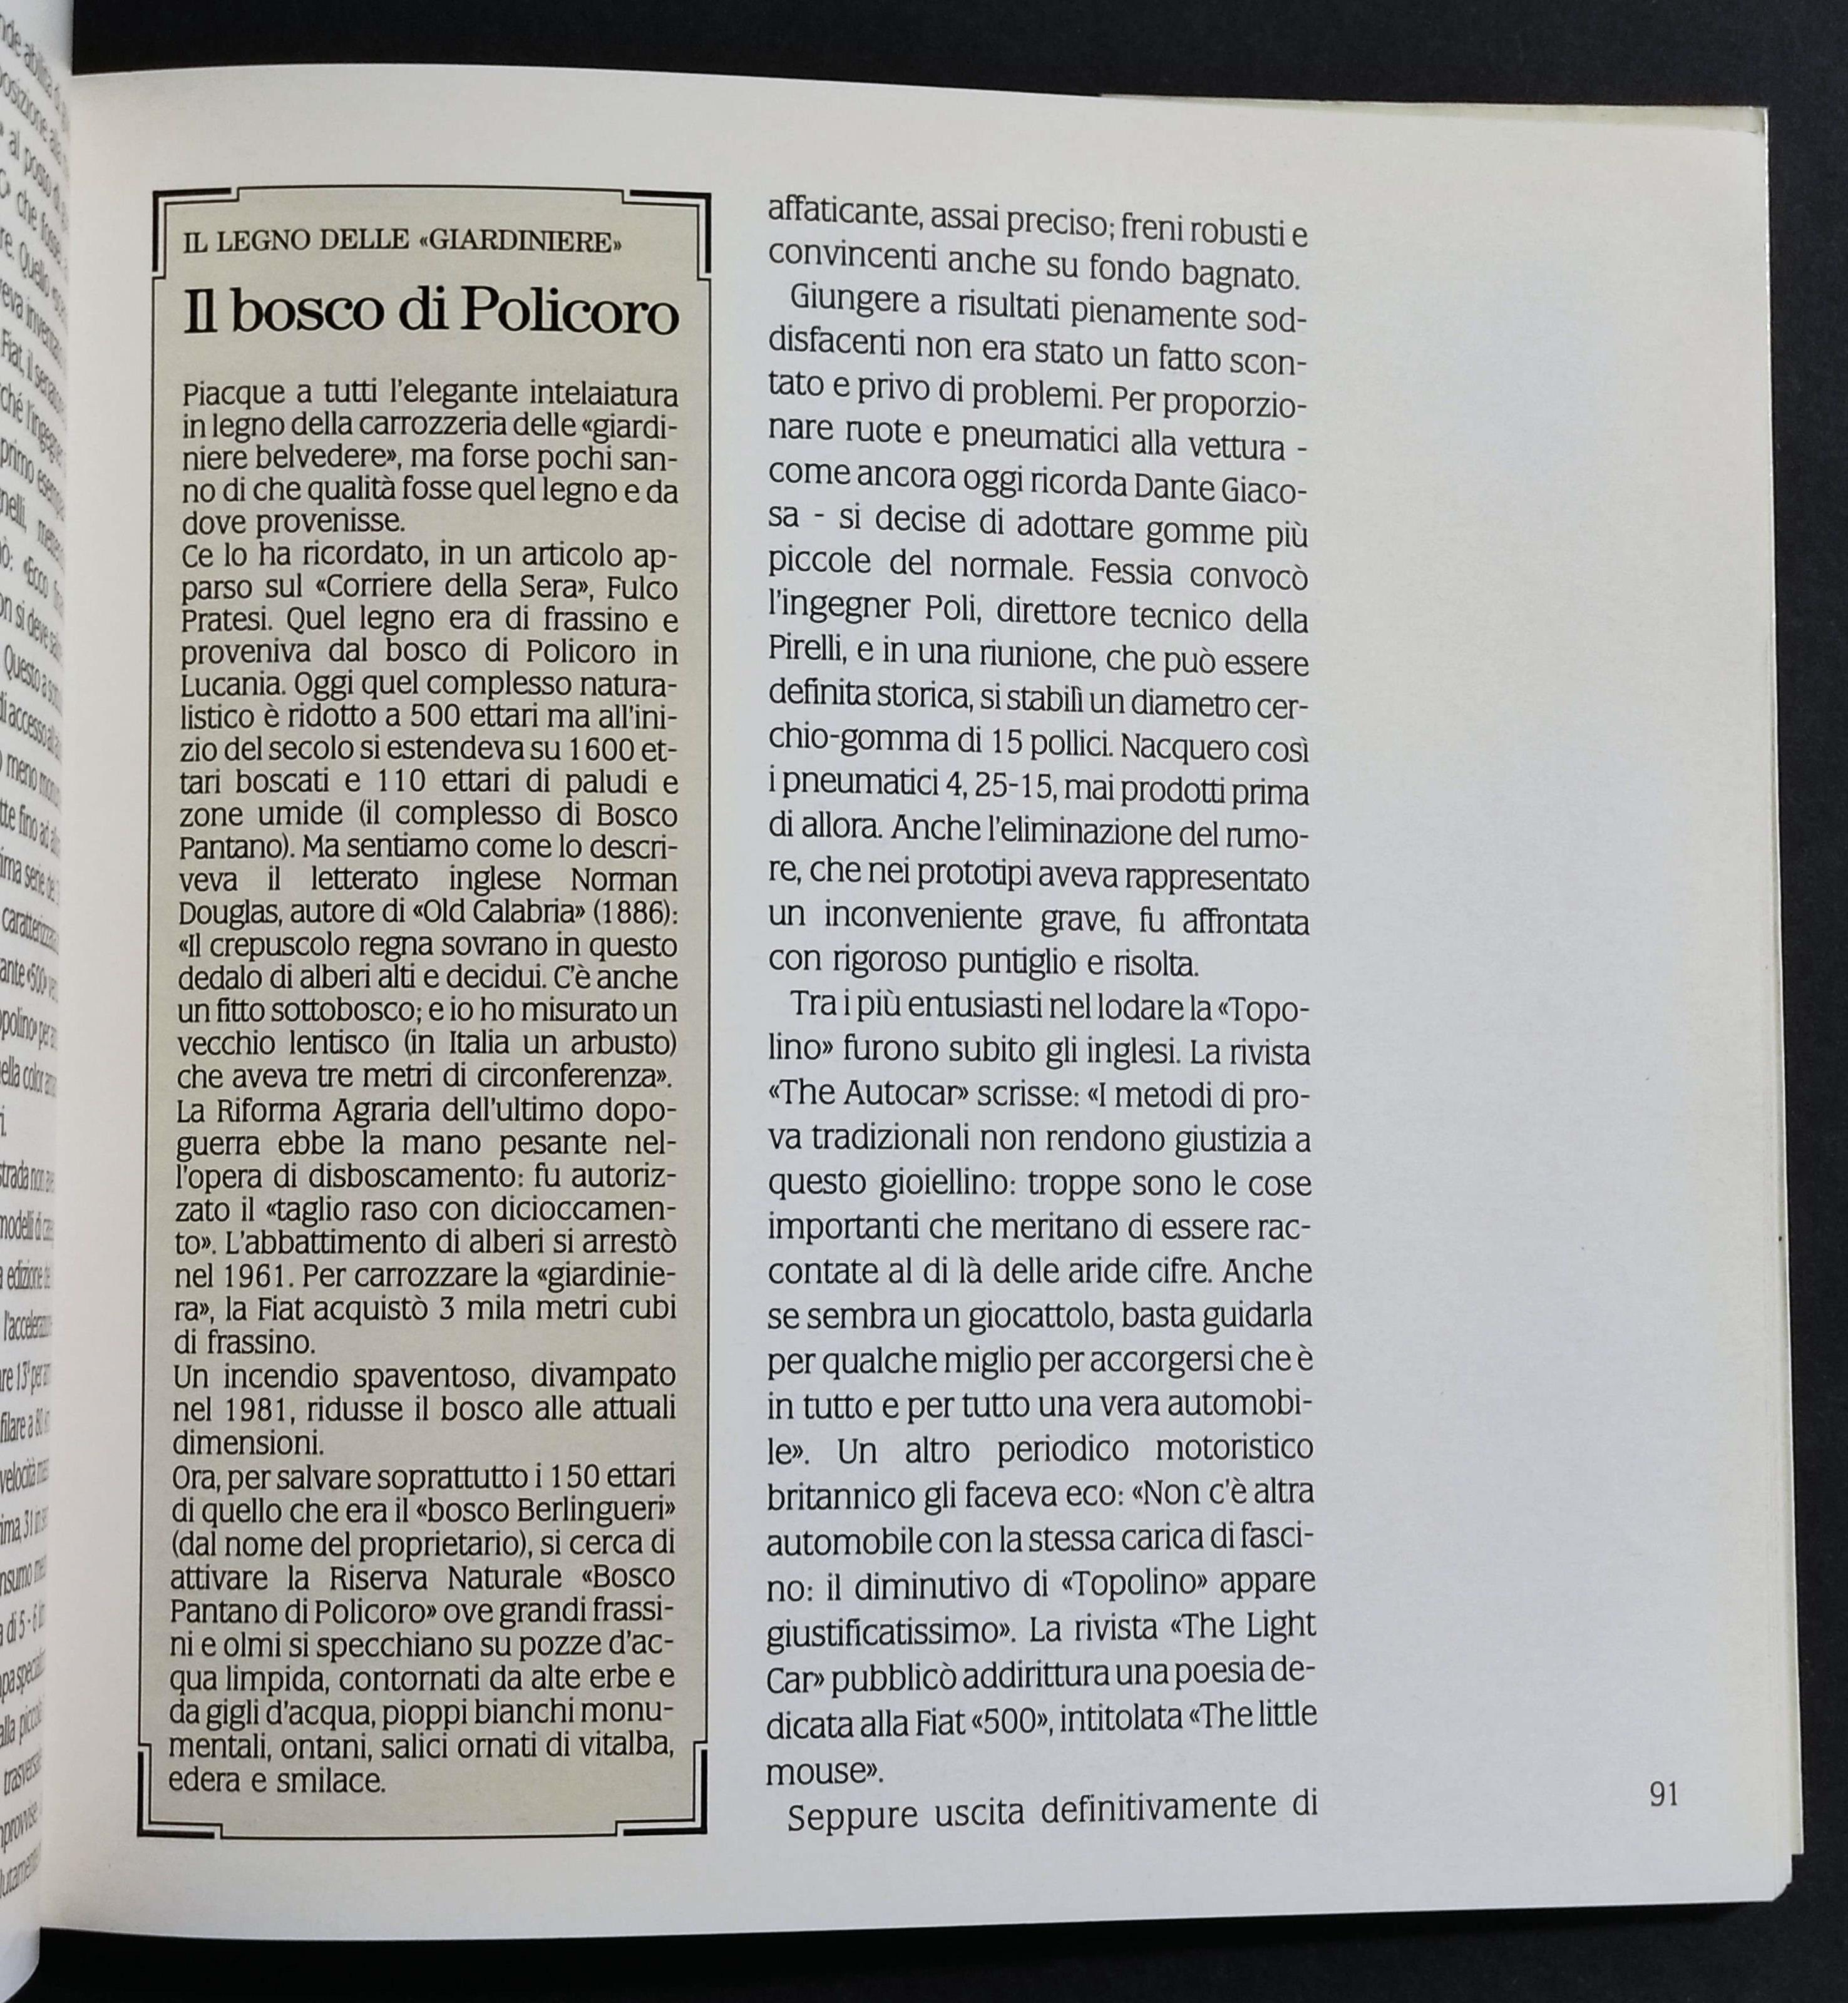 IL LEGNO DELLE «GIARDINIERE»
Il bosco di Policoro
Piacque a tutti l'elegante intelaiatura
in legno della carrozzeria delle «giardi-
niere belvedere», ma forse pochi san-
no di che qualità fosse quel legno e da
dove provenisse.
Ce lo ha ricordato, in un articolo ap-
parso sul «Corriere della Sera», Fulco
Pratesi. Quel legno era di frassino e
proveniva dal bosco di Policoro in
Lucania. Oggi quel complesso natura-
listico è ridotto a 500 ettari ma all'ini-
zio del secolo si estendeva su 1600 et-
tari boscati e 110 ettari di paludi e
zone umide (il complesso di Bosco
Pantano). Ma sentiamo come lo descri-
veva il letterato inglese Norman
Douglas, autore di «Old Calabria» (1886):
«Il crepuscolo regna sovrano in questo
dedalo di alberi alti e decidui. C'è anche
un fitto sottobosco; e io ho misurato un
vecchio lentisco (in Italia un arbusto)
che aveva tre metri di circonferenza».
La Riforma Agraria dell'ultimo dopo-
guerra ebbe la mano pesante nel-
l'opera di disboscamento: fu autoriz-
zato il «taglio raso con dicioccamen-
to». L'abbattimento di alberi si arrestò
nel 1961. Per carrozzare la «giardinie-
ra», la Fiat acquistò 3 mila metri cubi
di frassino.
Un incendio spaventoso, divampato
nel 1981, ridusse il bosco alle attuali
dimensioni.
Ora, per salvare soprattutto i 150 ettari
di quello che era il «bosco Berlingueri»
(dal nome del proprietario), si cerca di
attivare la Riserva Naturale «Bosco
Pantano di Policoro» ove grandi frassi-
ni e olmi si specchiano su pozze d'ac-
qua limpida, contornati da alte erbe e
da gigli d'acqua, pioppi bianchi monu-
mentali, ontani, salici ornati di vitalba,
edera e smilace.
affaticante, assai preciso; freni robusti e
convincenti anche su fondo bagnato.
Giungere a risultati pienamente sod-
disfacenti non era stato un fatto scon-
tato e privo di problemi. Per proporzio-
nare ruote e pneumatici alla vettura -
come ancora oggi ricorda Dante Giaco-
sa - si decise di adottare gomme più
piccole del normale. Fessia convocò
l'ingegner Poli, direttore tecnico della
Pirelli, e in una riunione, che può essere
definita storica, si stabilì un diametro cer-
chio-gomma di 15 pollici. Nacquero così
i pneumatici 4, 25-15, mai prodotti prima
di allora. Anche l'eliminazione del rumo-
re, che nei prototipi aveva rappresentato
un inconveniente grave, fu affrontata
con rigoroso puntiglio e risolta.
Tra i più entusiasti nel lodare la «Topo-
lino» furono subito gli inglesi. La rivista
«The Autocar» scrisse: «I metodi di pro-
va tradizionali non rendono giustizia a
questo gioiellino: troppe sono le cose
importanti che meritano di essere rac-
contate al di là delle aride cifre. Anche
se sembra un giocattolo, basta guidarla
per qualche miglio per accorgersi che è
in tutto e per tutto una vera automobi-
le». Un altro periodico motoristico
britannico gli faceva eco: «Non c'è altra
automobile con la stessa carica di fasci-
no: il diminutivo di «Topolino» appare
giustificatissimo». La rivista «The Light
Car» pubblicò addirittura una poesia de-
dicata alla Fiat «500», intitolata «The little
mouse».
Seppure uscita definitivamente di
91